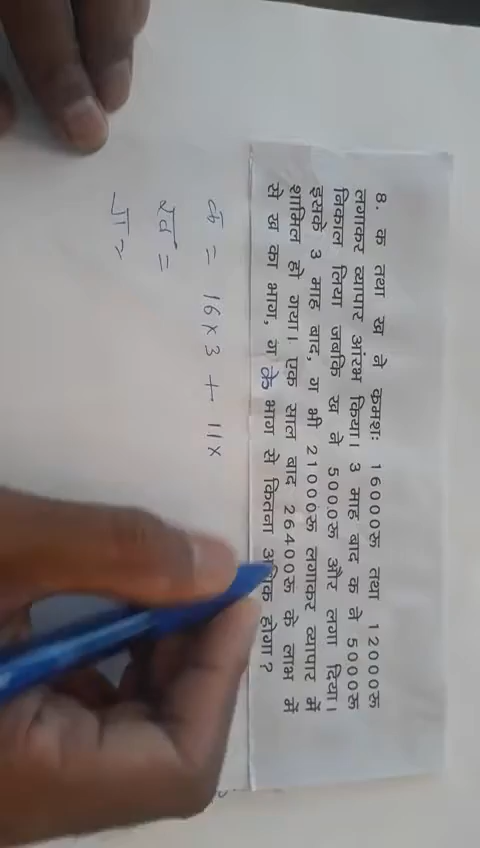 8. क तथा ख ने क्रमशः 16000रू तथा 12000रू
लगाकर व्यापार आंरभ किया। 3 माह बाद क ने 5000रू
निकाल लिया जबकि ख ने 5000रू और लगा दिया।
इसके 3 माह बाद, ग भी 21000रू लगाकर व्यापार में
शामिल हो गया। एक साल बाद 26400रू के लाभ में
से ख का भाग, ग के भाग से कितना अधिक होगा?
क = 16 x 3 + 11 x
ख =
ग =